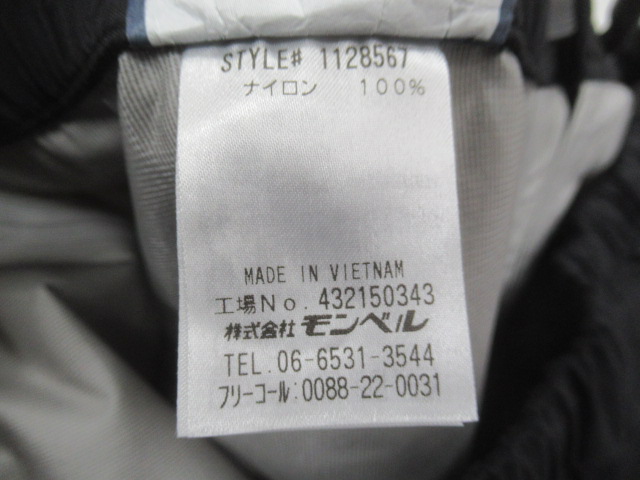 STYLE# 1128567
ナイロン 100%
MADE IN VIETNAM
工場No. 432150343
株式会社 モンベル
TEL. 06-6531-3544
フリーコール:0088-22-0031